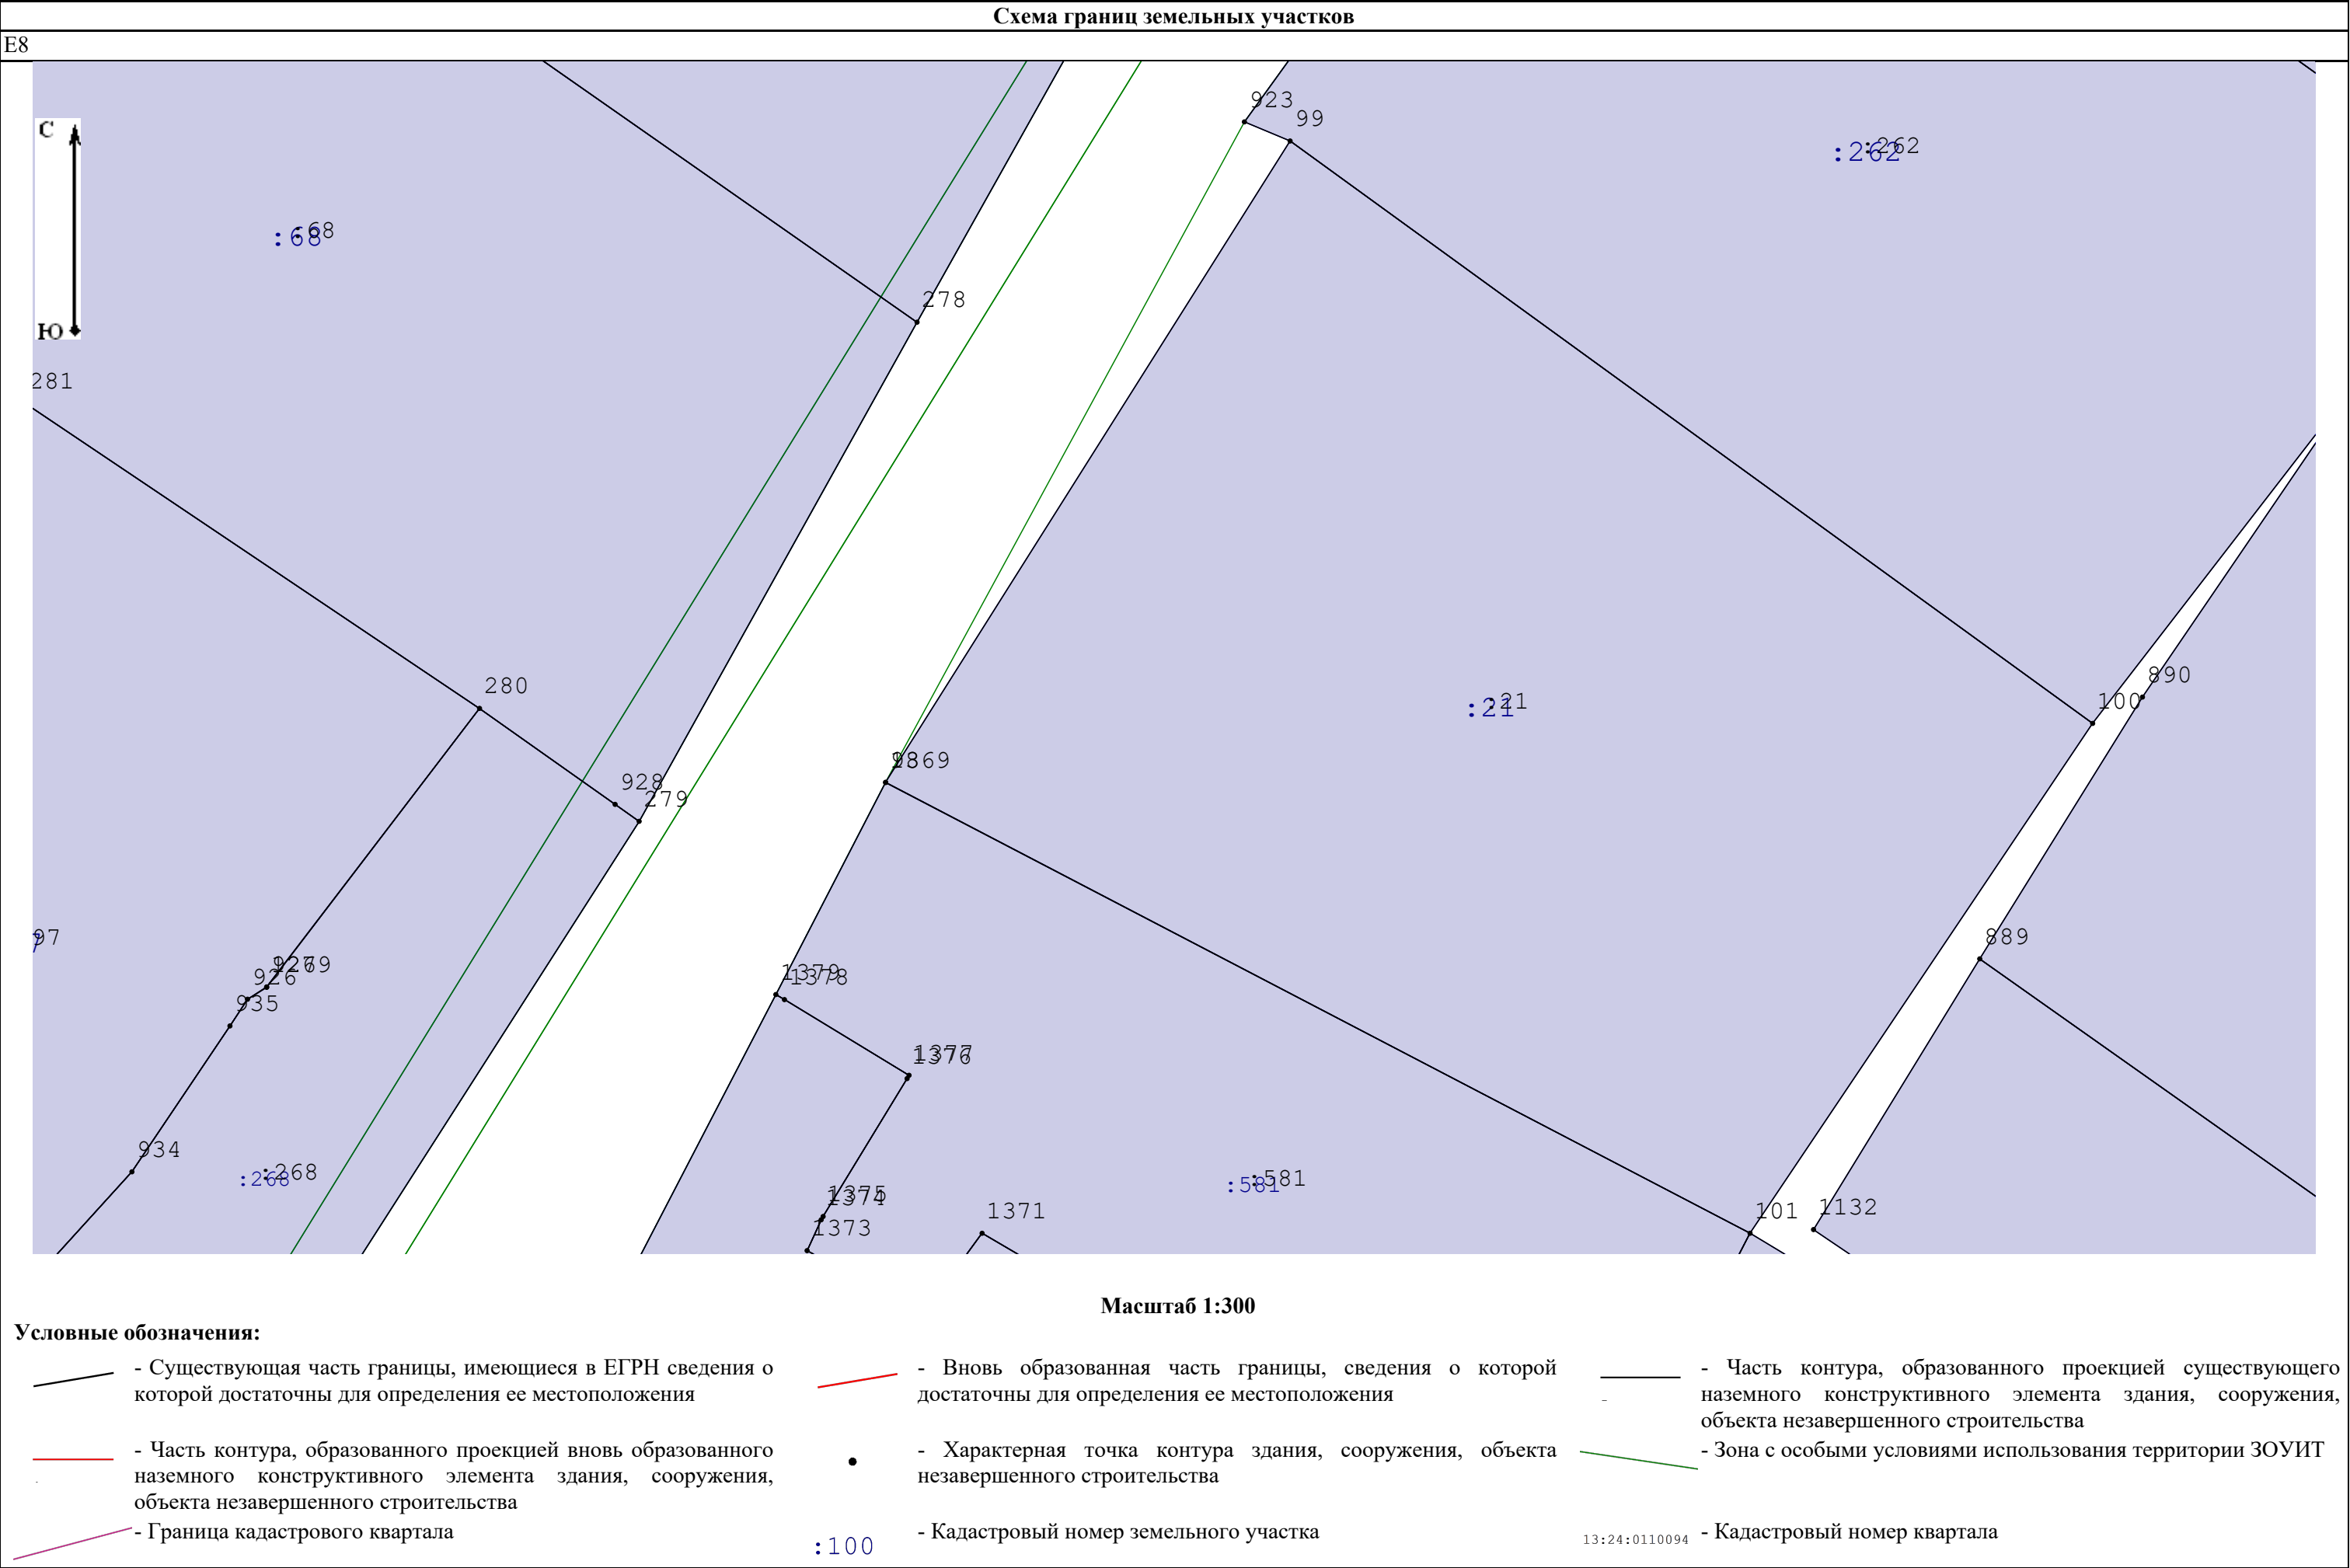 Схема границ земельных участков
E8
923
99
С
:262
:262
:68
:68
278
Ю
281
280
890
100
:21
:21
1369
928
279
889
97
1269
926
1379
1378
935
1377
1376
934
:268
:268
:581
:581
1375
1374
1371
101
1132
1373
Масштаб 1:300
Условные обозначения:
- Существующая часть границы, имеющиеся в ЕГРН сведения о
которой достаточны для определения ее местоположения
- Вновь образованная часть границы, сведения о которой
достаточны для определения ее местоположения
- Часть контура, образованного проекцией существующего
наземного конструктивного элемента здания, сооружения,
объекта незавершенного строительства
- Часть контура, образованного проекцией вновь образованного
наземного конструктивного элемента здания, сооружения,
объекта незавершенного строительства
- Характерная точка контура здания, сооружения, объекта
незавершенного строительства
- Зона с особыми условиями использования территории ЗОУИТ
- Граница кадастрового квартала
:100
- Кадастровый номер земельного участка
13:24:0110094
- Кадастровый номер квартала